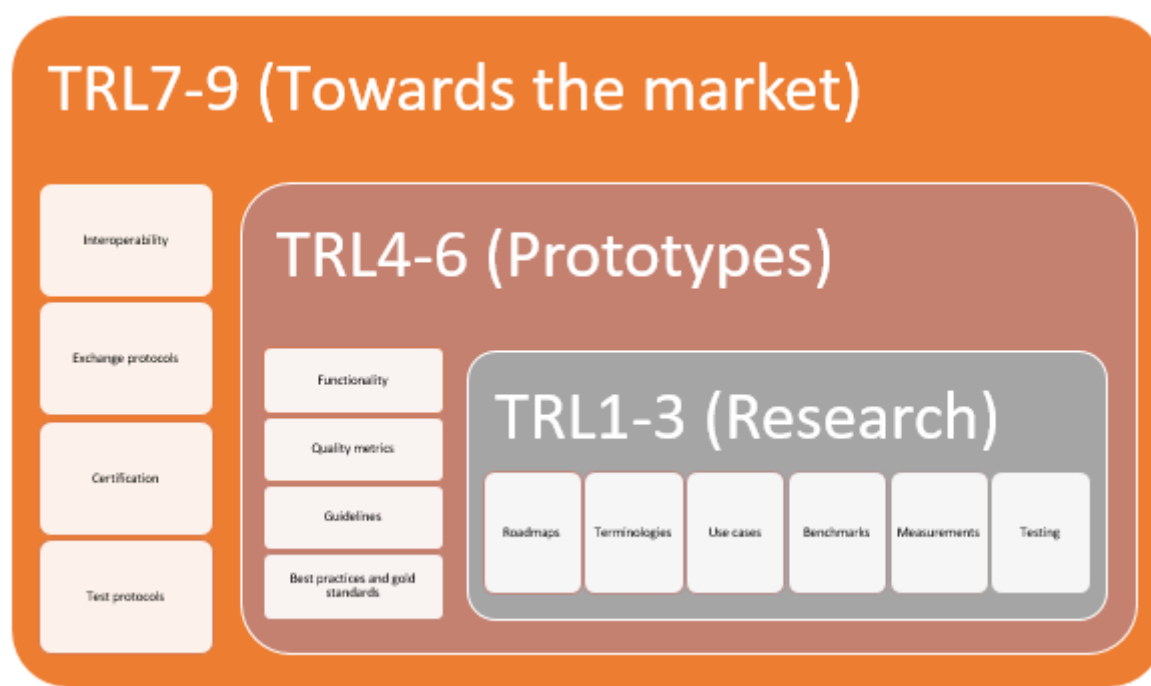 TRL7-9 (Towards the market)
Interoperability
Exchange protocols
Certification
Test protocols
TRL4-6 (Prototypes)
Functionality
Quality metrics
Guidelines
Best practices and gold
standards
TRL1-3 (Research)
Roadmaps
Terminologies
Use cases
Benchmarks
Measurements
Testing